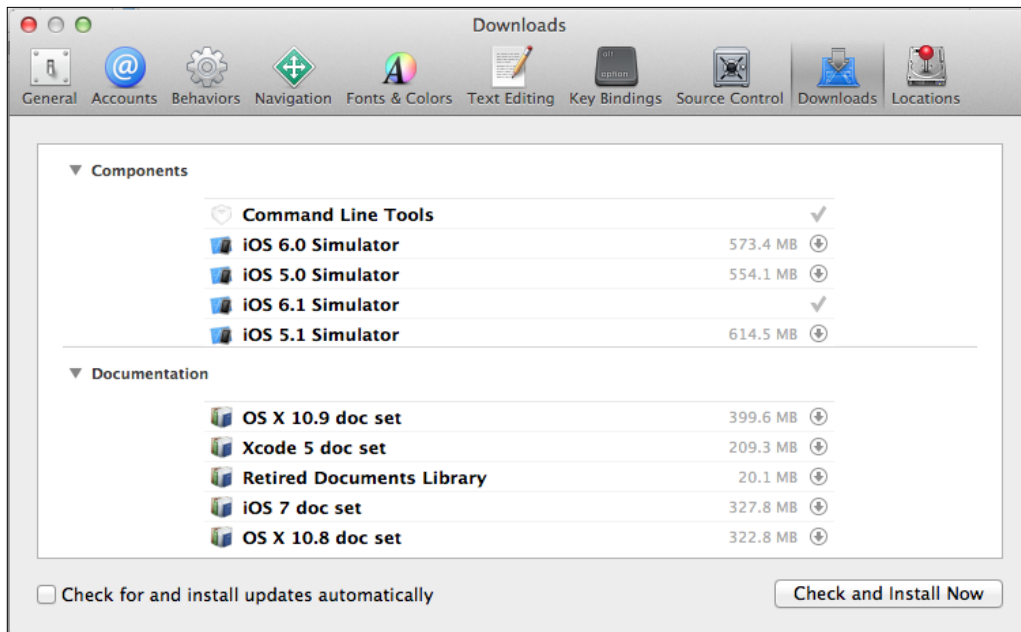 Downloads
General Accounts Behaviors Navigation Fonts & Colors Text Editing Key Bindings Source Control Downloads Locations
Components
Command Line Tools
iOS 6.0 Simulator 573.4 MB
iOS 5.0 Simulator 554.1 MB
iOS 6.1 Simulator
iOS 5.1 Simulator 614.5 MB
Documentation
OS X 10.9 doc set 399.6 MB
Xcode 5 doc set 209.3 MB
Retired Documents Library 20.1 MB
iOS 7 doc set 327.8 MB
OS X 10.8 doc set 322.8 MB
Check for and install updates automatically Check and Install Now